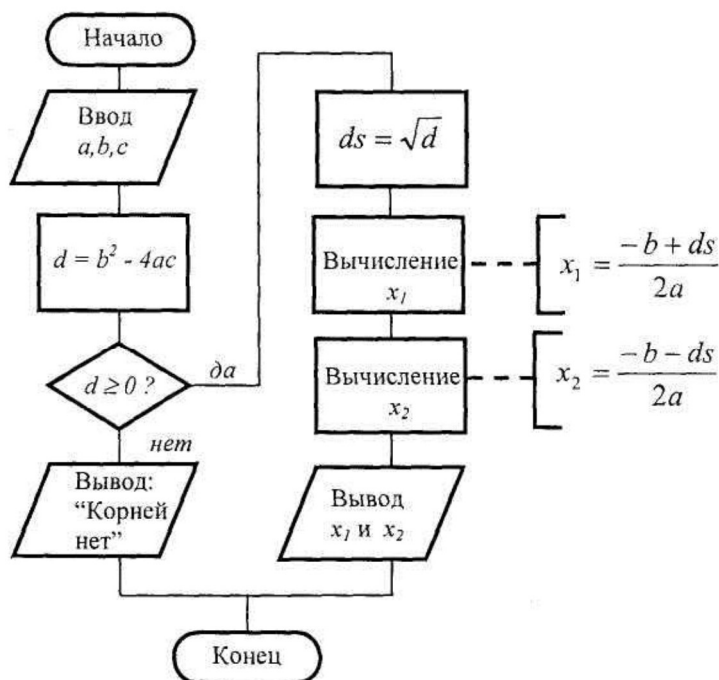 Начало
Ввод
a,b,c
d = b² - 4ac
d ≥ 0 ?
да
нет
Вывод:
“Корней
нет”
ds = √d
Вычисление
x₁
x₁ = (-b + ds) / 2a
Вычисление
x₂
x₂ = (-b - ds) / 2a
Вывод
x₁ и x₂
Конец